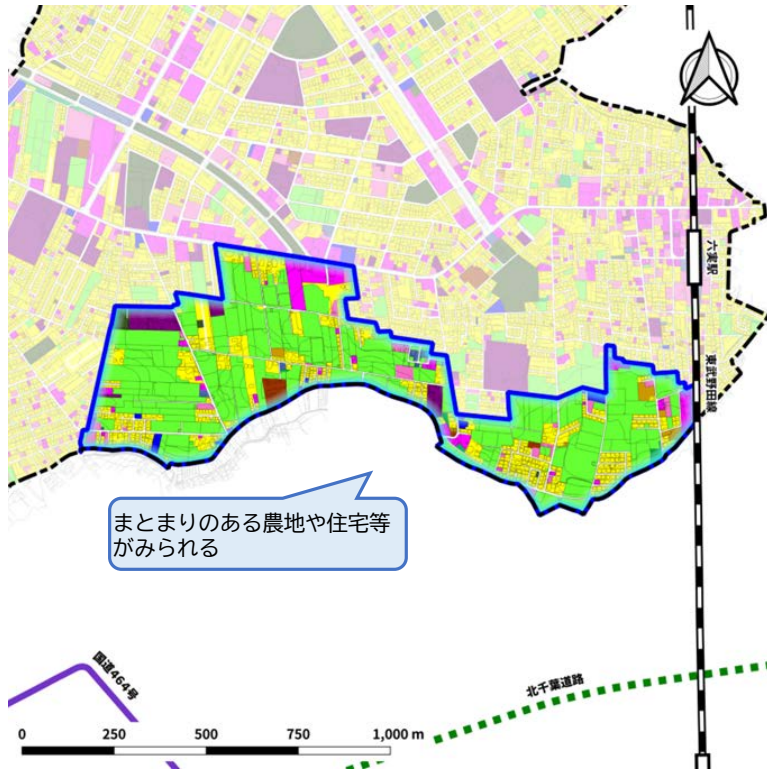 六実駅
東武野田線
まとまりのある農地や住宅等
がみられる
国道464号
北千葉道路
0 250 500 750 1,000 m